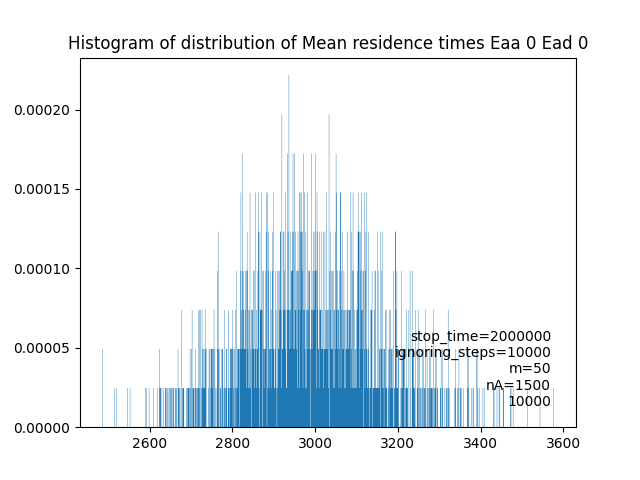 Histogram of distribution of Mean residence times Eaa 0 Ead 0
0.00020
0.00015
0.00010
0.00005
0.00000
stop_time=2000000
ignoring_steps=10000
m=50
nA=1500
10000
2600 2800 3000 3200 3400 3600